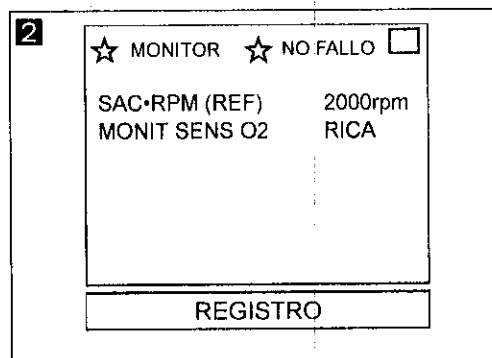 2
☆ MONITOR ☆ NO FALLO
SAC•RPM (REF) 2000rpm
MONIT SENS O2 RICA
REGISTRO